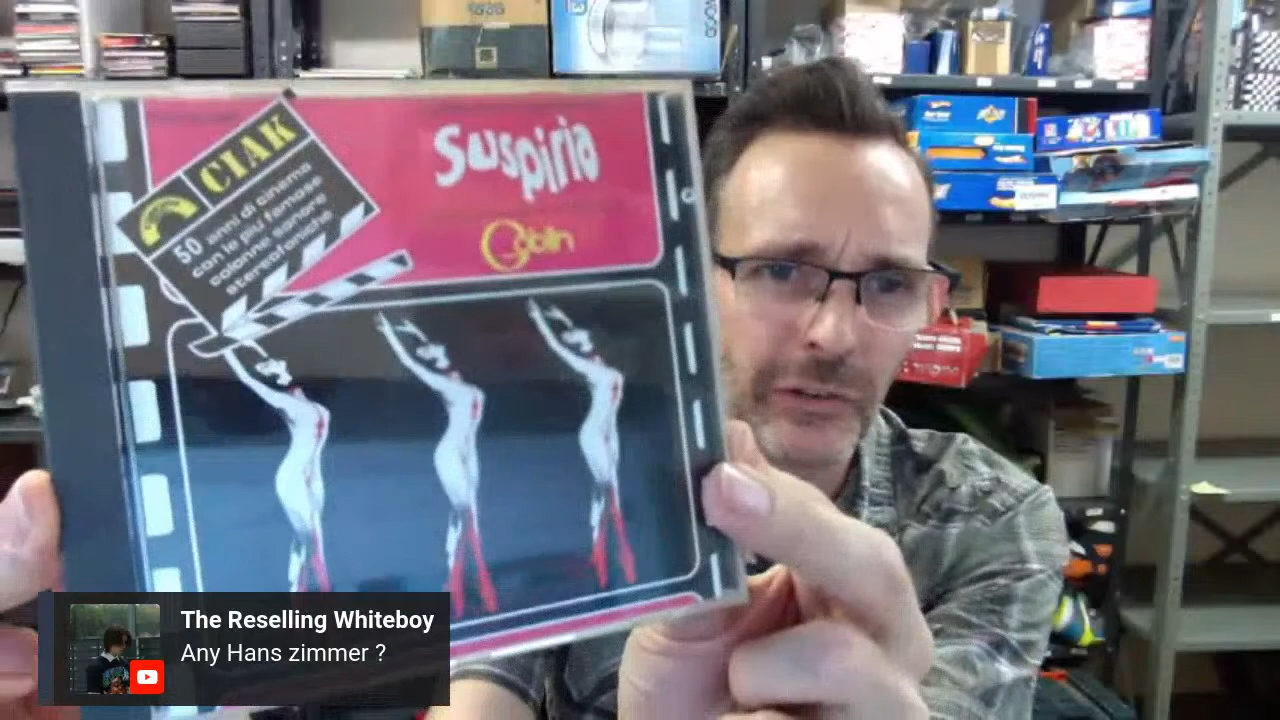 CIAK
50 anni di cinema
con le più famose
colonne sonore
stereofoniche
Suspiria
Goblin
The Reselling Whiteboy
Any Hans zimmer ?